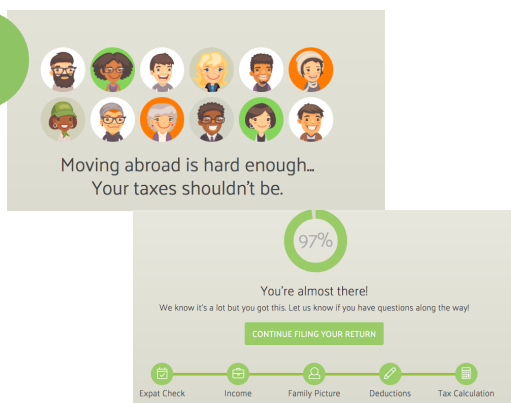 Moving abroad is hard enough...
Your taxes shouldn't be.
97%
You're almost there!
We know it's a lot but you got this. Let us know if you have questions along the way!
CONTINUE FILING YOUR RETURN
Expat Check Income Family Picture Deductions Tax Calculation